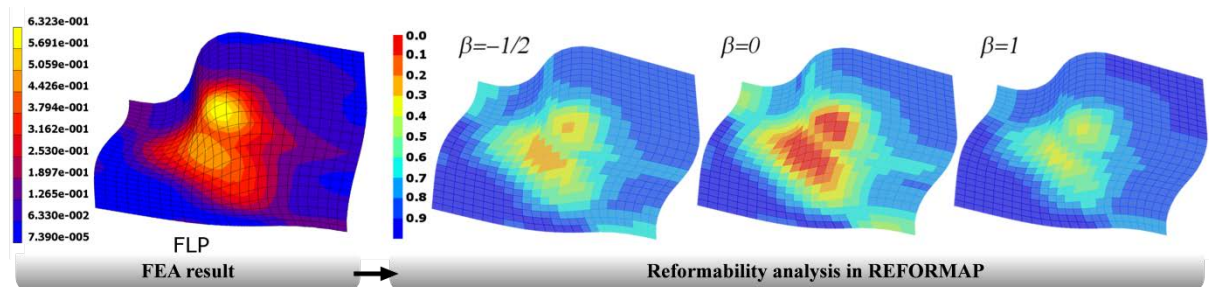 6.323e-001
5.691e-001
5.059e-001
4.426e-001
3.794e-001
3.162e-001
2.530e-001
1.897e-001
1.265e-001
6.330e-002
7.390e-005
FLP
0.0
0.1
0.2
0.3
0.4
0.5
0.6
0.7
0.8
0.9
β=−1/2
β=0
β=1
FEA result
Reformability analysis in REFORMAP